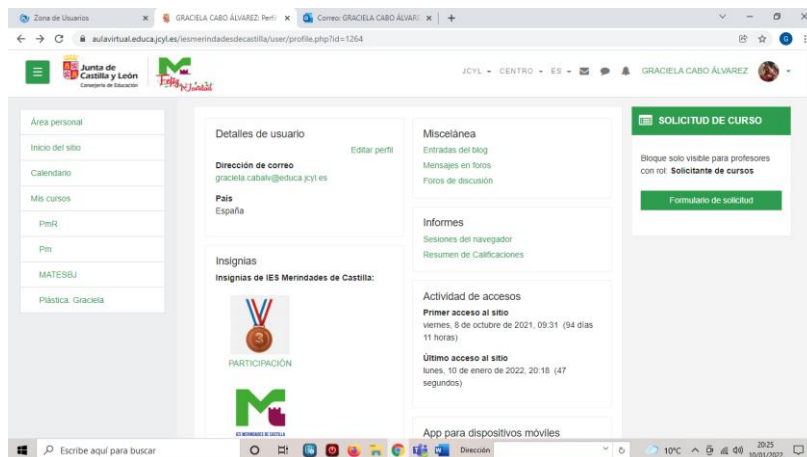 Zona de Usuarios
GRACIELA CABO ÁLVAREZ: Perfil
Correo: GRACIELA CABO ÁLVAR
aulavirtual.educa.jcyl.es/iesmerindadesdecastilla/user/profile.php?id=1264
G
Junta de
Castilla y León
Consejería de Educación
Feliz Navidad
JCYL
CENTRO
ES
GRACIELA CABO ÁLVAREZ
Área personal
Inicio del sitio
Calendario
Mis cursos
PmR
Pm
MATESBJ
Plástica. Graciela
Detalles de usuario
Editar perfil
Dirección de correo
graciela.cabalv@educa.jcyl.es
País
España
Insignias
Insignias de IES Merindades de Castilla:
3
PARTICIPACIÓN
IES MERINDADES DE CASTILLA
Miscelánea
Entradas del blog
Mensajes en foros
Foros de discusión
Informes
Sesiones del navegador
Resumen de Calificaciones
Actividad de accesos
Primer acceso al sitio
viernes, 8 de octubre de 2021, 09:31 (94 días
11 horas)
Último acceso al sitio
lunes, 10 de enero de 2022, 20:18 (47
segundos)
App para dispositivos móviles
SOLICITUD DE CURSO
Bloque solo visible para profesores
con rol: Solicitante de cursos
Formulario de solicitud
Escribe aquí para buscar
Dirección
10°C
20:25
10/01/2022